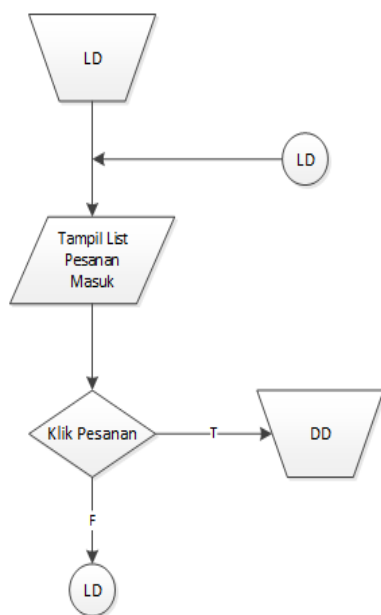 LD
LD
Tampil List
Pesanan
Masuk
Klik Pesanan
T
DD
F
LD